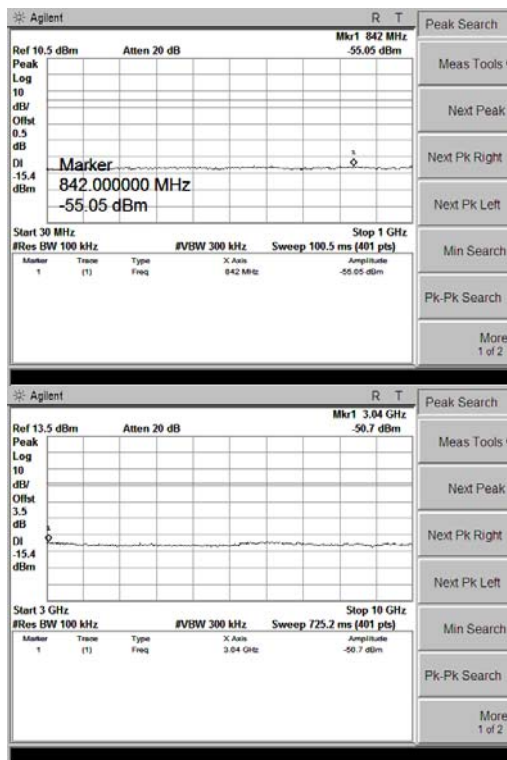 Agilent R T
Peak Search
Mkr1 842 MHz
Ref 10.5 dBm Atten 20 dB -55.05 dBm
Peak
Log
10
dB/
Offst
0.5
dB
DI
-15.4
dBm
1
Marker
842.000000 MHz
-55.05 dBm
Start 30 MHz Stop 1 GHz
#Res BW 100 kHz #VBW 300 kHz Sweep 100.5 ms (401 pts)
Marker Trace Type X Axis Amplitude
1 (1) Freq 842 MHz -55.05 dBm
Meas Tools
Next Peak
Next Pk Right
Next Pk Left
Min Search
Pk-Pk Search
More
1 of 2
Agilent R T
Peak Search
Mkr1 3.04 GHz
Ref 13.5 dBm Atten 20 dB -50.7 dBm
Peak
Log
10
dB/
Offst
3.5
dB
DI
-15.4
dBm
1
Start 3 GHz Stop 10 GHz
#Res BW 100 kHz #VBW 300 kHz Sweep 725.2 ms (401 pts)
Marker Trace Type X Axis Amplitude
1 (1) Freq 3.04 GHz -50.7 dBm
Meas Tools
Next Peak
Next Pk Right
Next Pk Left
Min Search
Pk-Pk Search
More
1 of 2